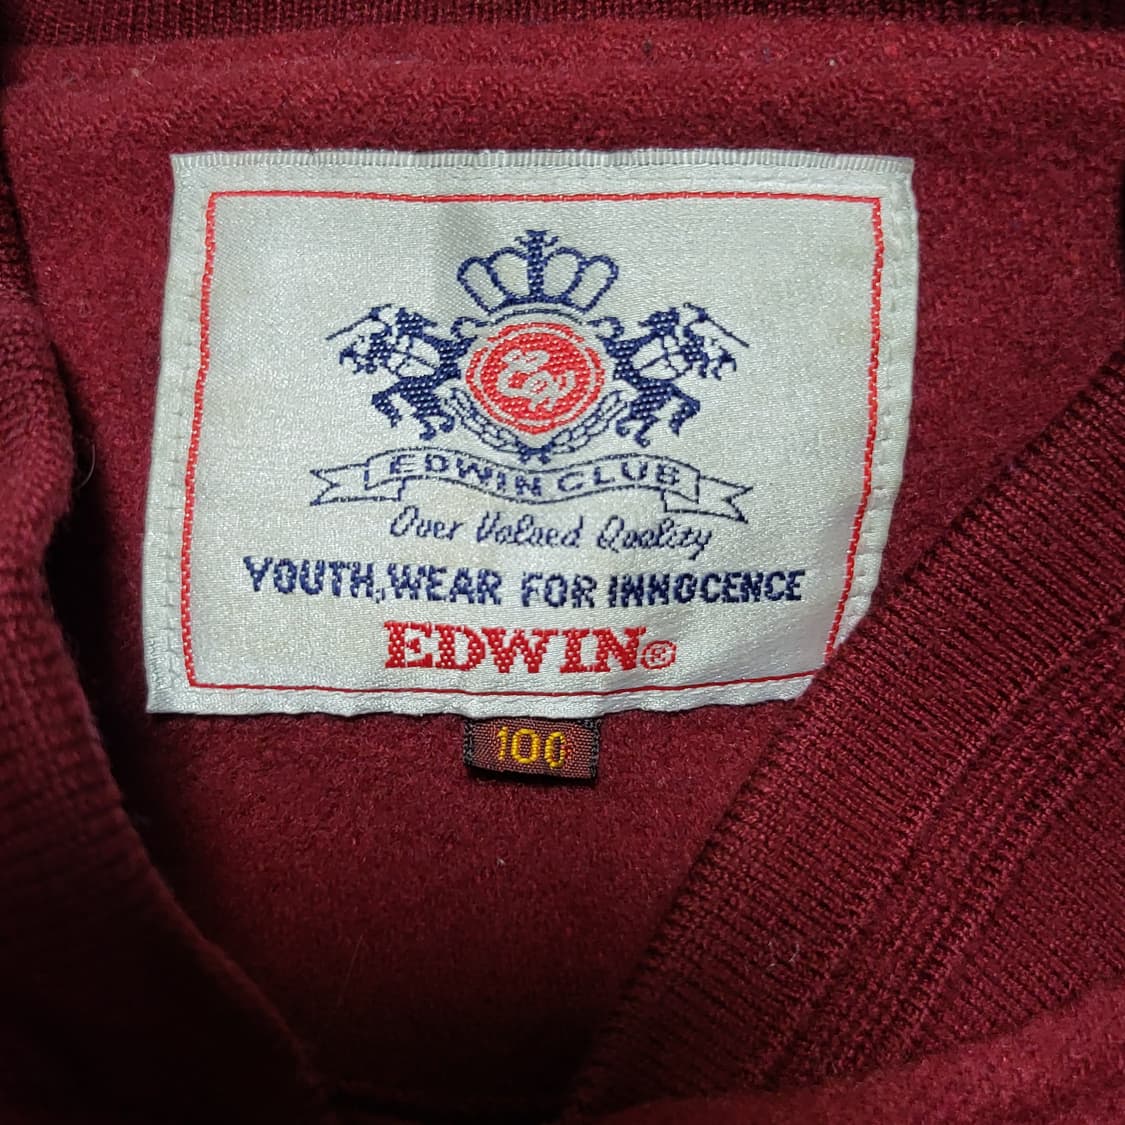 EDWIN CLUB
Over Valued Quality
YOUTH.WEAR FOR INNOCENCE
EDWIN®
100